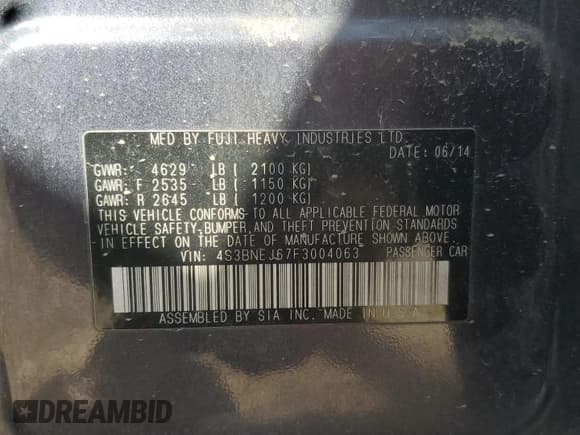 MFD BY FUJI HEAVY INDUSTRIES LTD.
DATE: 06/14
GVWR: 4629 LB ( 2100 KG)
GAWR: F 2535 LB ( 1150 KG)
GAWR: R 2645 LB ( 1200 KG)
THIS VEHICLE CONFORMS TO ALL APPLICABLE FEDERAL MOTOR
VEHICLE SAFETY, BUMPER, AND THEFT PREVENTION STANDARDS
IN EFFECT ON THE DATE OF MANUFACTURE SHOWN ABOVE.
VIN: 4S3BNEJ67F3004063 PASSENGER CAR
ASSEMBLED BY SIA INC. MADE IN U.S.A
DREAMBID